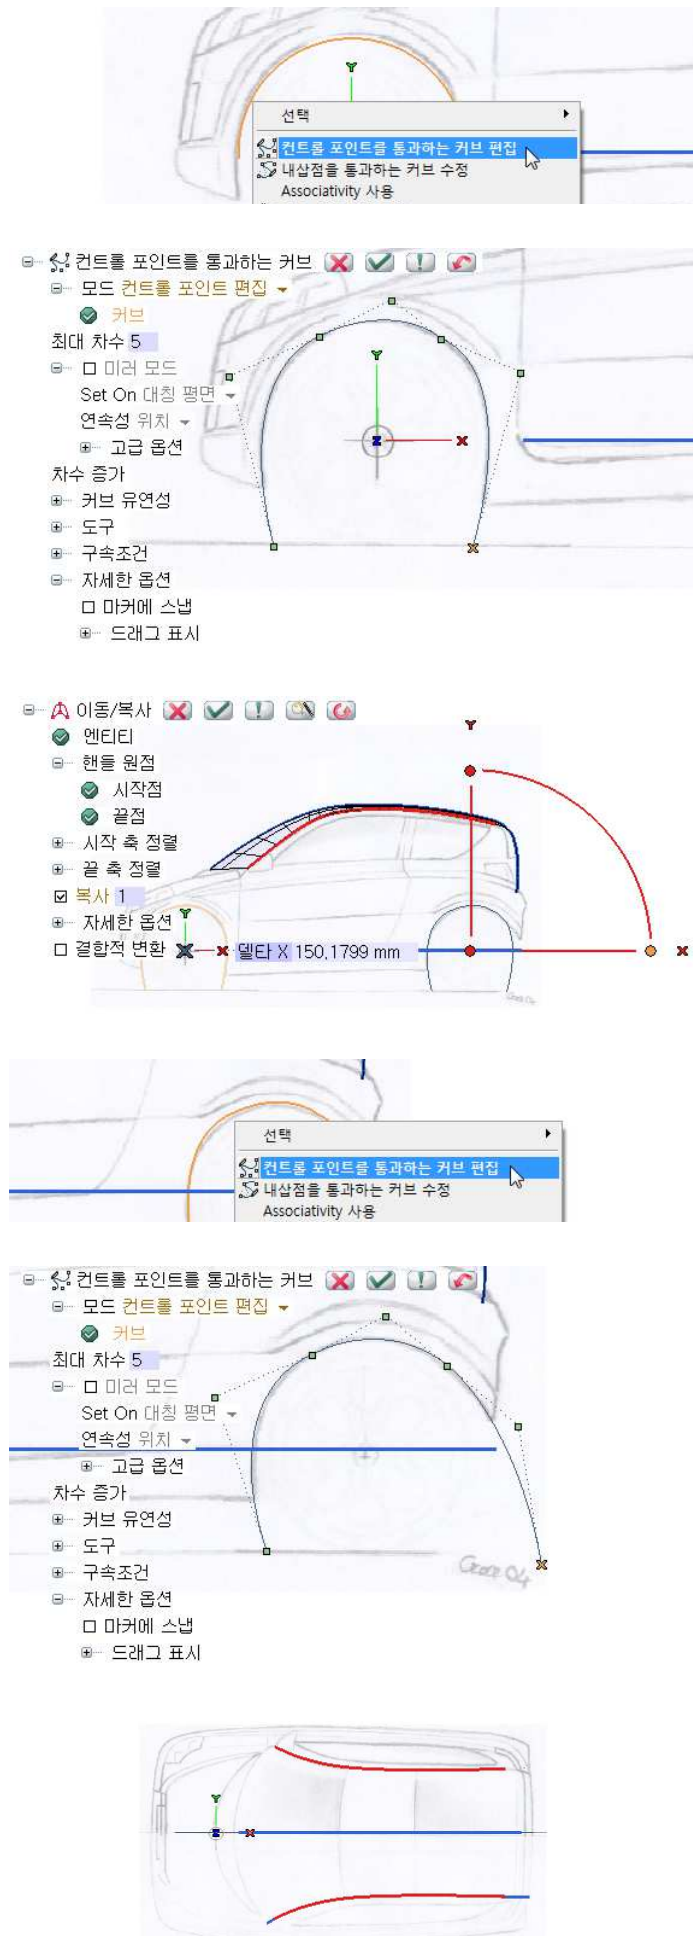 Y
선택
컨트롤 포인트를 통과하는 커브 편집
내삽점을 통과하는 커브 수정
Associativity 사용
컨트롤 포인트를 통과하는 커브
모드 컨트롤 포인트 편집
커브
최대 차수 5
미러 모드
Set On 대칭 평면
연속성 위치
고급 옵션
차수 증가
커브 유연성
도구
구속조건
자세한 옵션
마커에 스냅
드래그 표시
Y
Z
X
이동/복사
엔티티
핸들 원점
시작점
끝점
시작 축 정렬
끝 축 정렬
복사 1
자세한 옵션
결합적 변환
델타 X 150,1799 mm
Y
X
Y
X
선택
컨트롤 포인트를 통과하는 커브 편집
내삽점을 통과하는 커브 수정
Associativity 사용
컨트롤 포인트를 통과하는 커브
모드 컨트롤 포인트 편집
커브
최대 차수 5
미러 모드
Set On 대칭 평면
연속성 위치
고급 옵션
차수 증가
커브 유연성
도구
구속조건
자세한 옵션
마커에 스냅
드래그 표시
Y
Z
X